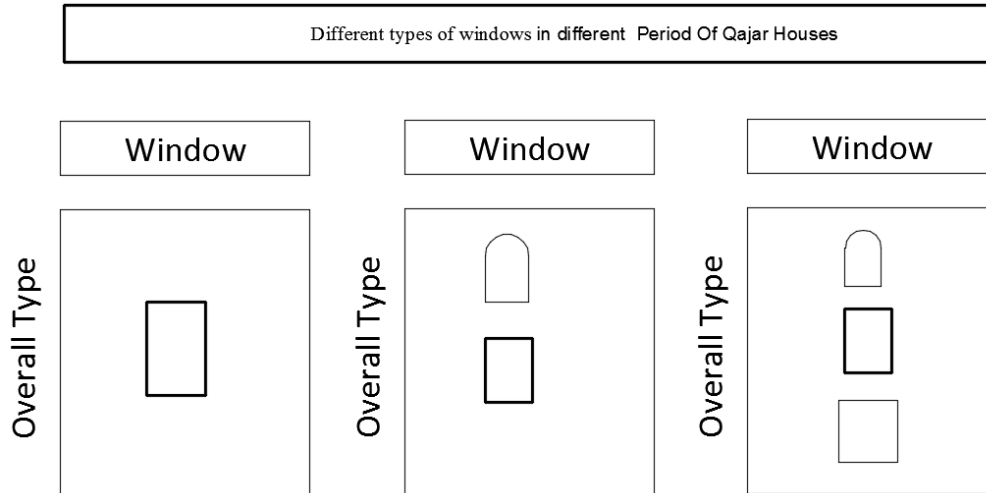 Different types of windows in different Period Of Qajar Houses
Window
Window
Window
Overall Type
Overall Type
Overall Type